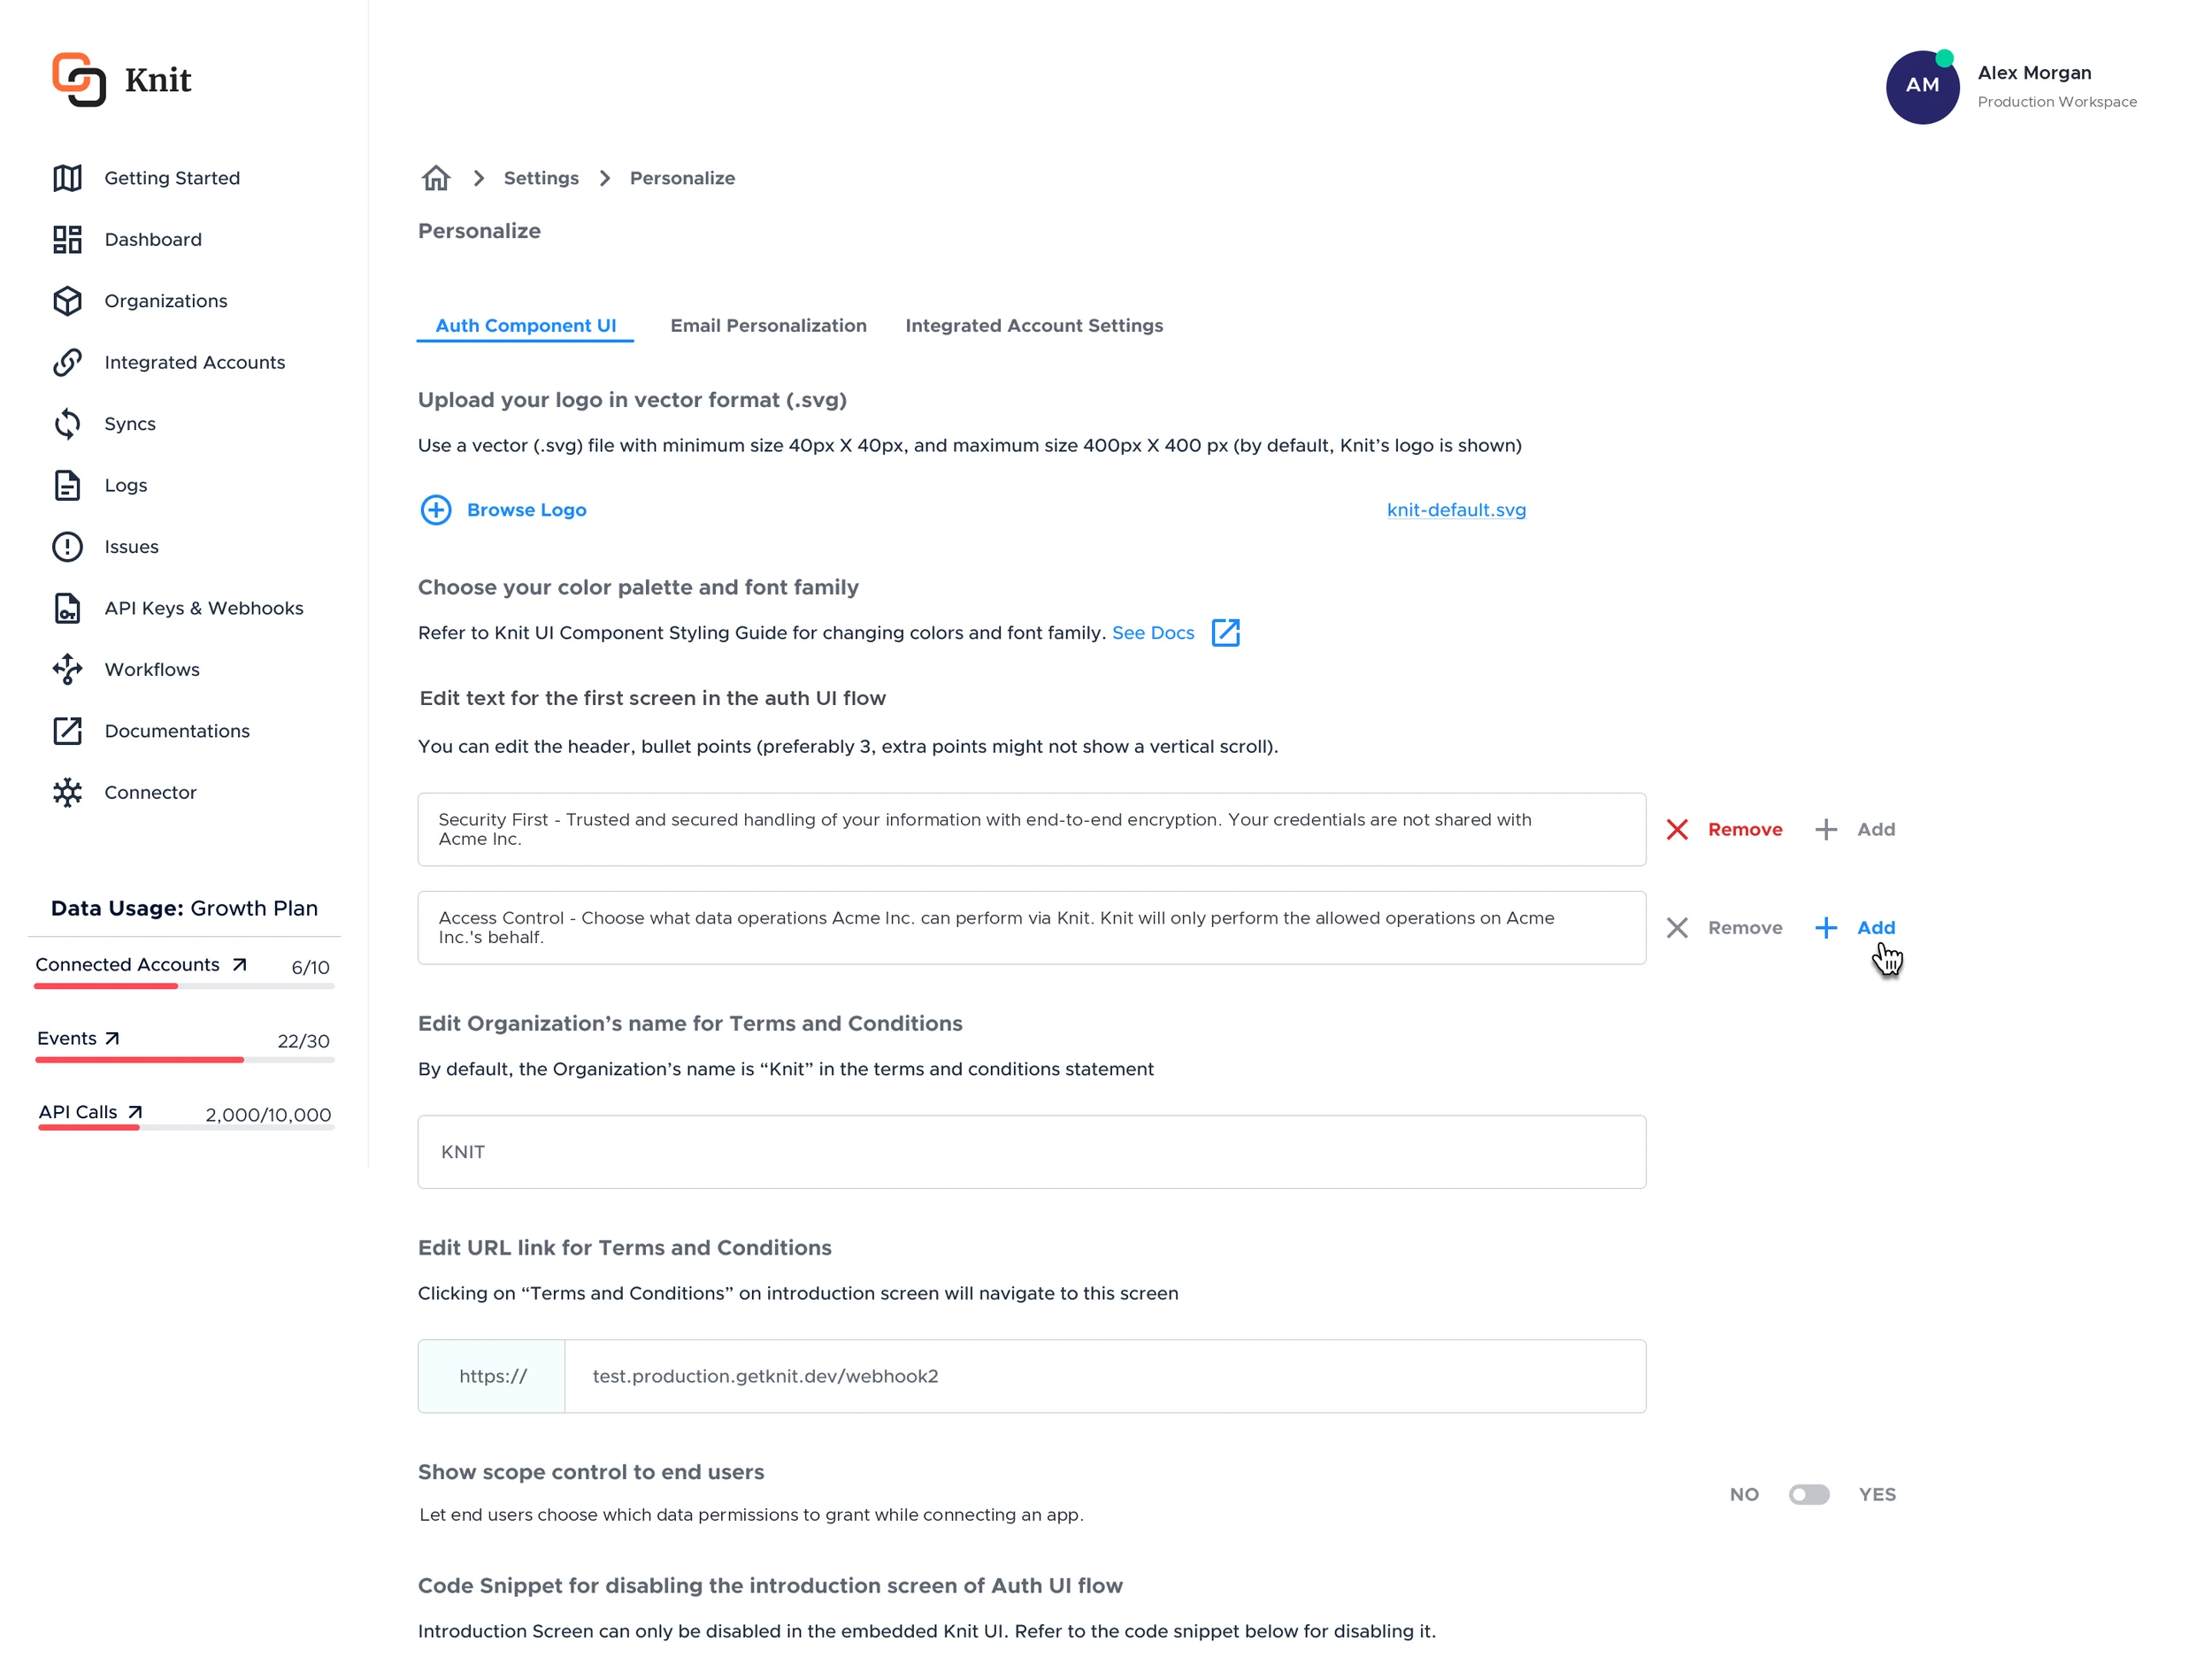 Knit
AM
Alex Morgan
Production Workspace
Getting Started
Dashboard
Organizations
Integrated Accounts
Syncs
Logs
Issues
API Keys & Webhooks
Workflows
Documentations
Connector
Data Usage: Growth Plan
Connected Accounts 6/10
Events 22/30
API Calls 2,000/10,000
Settings Personalize
Personalize
Auth Component UI Email Personalization Integrated Account Settings
Upload your logo in vector format (.svg)
Use a vector (.svg) file with minimum size 40px X 40px, and maximum size 400px X 400 px (by default, Knit’s logo is shown)
Browse Logo knit-default.svg
Choose your color palette and font family
Refer to Knit UI Component Styling Guide for changing colors and font family. See Docs
Edit text for the first screen in the auth UI flow
You can edit the header, bullet points (preferably 3, extra points might not show a vertical scroll).
Security First - Trusted and secured handling of your information with end-to-end encryption. Your credentials are not shared with
Acme Inc.
Remove Add
Access Control - Choose what data operations Acme Inc. can perform via Knit. Knit will only perform the allowed operations on Acme
Inc.'s behalf.
Remove Add
Edit Organization’s name for Terms and Conditions
By default, the Organization’s name is “Knit” in the terms and conditions statement
KNIT
Edit URL link for Terms and Conditions
Clicking on “Terms and Conditions” on introduction screen will navigate to this screen
https:// test.production.getknit.dev/webhook2
Show scope control to end users
NO YES
Let end users choose which data permissions to grant while connecting an app.
Code Snippet for disabling the introduction screen of Auth UI flow
Introduction Screen can only be disabled in the embedded Knit UI. Refer to the code snippet below for disabling it.